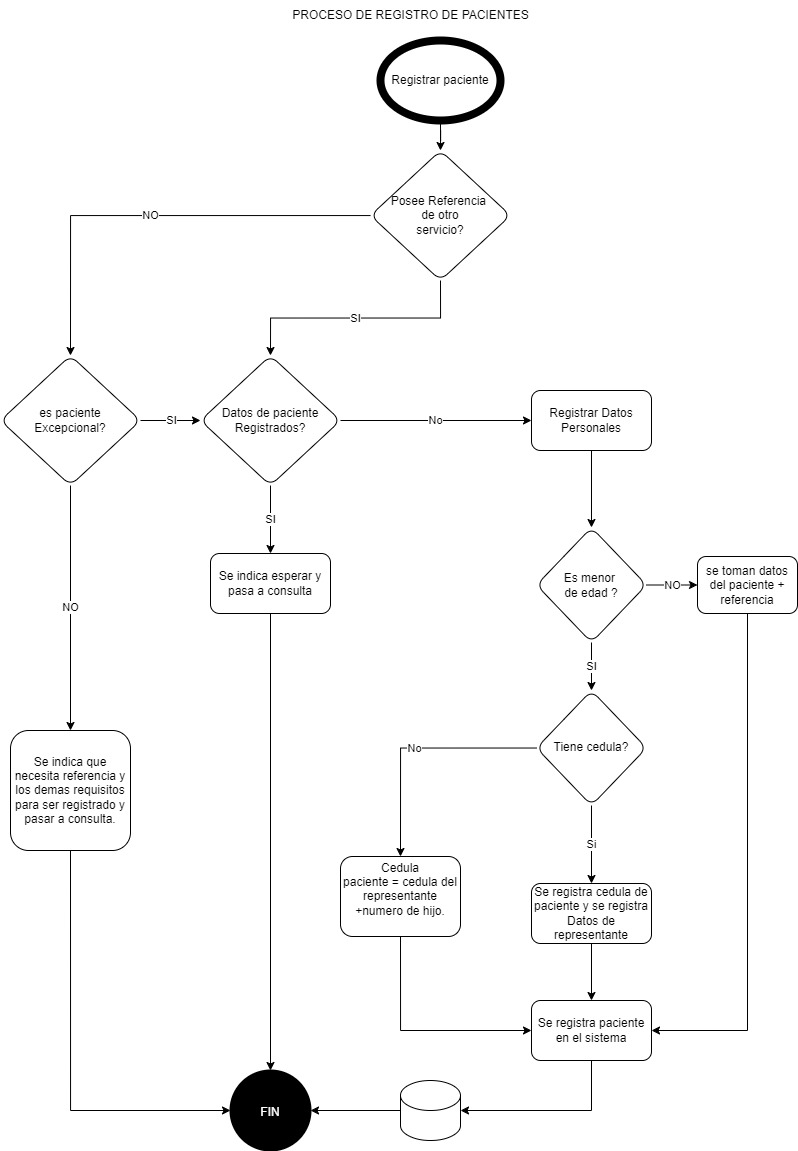 PROCESO DE REGISTRO DE PACIENTES
Registrar paciente
Posee Referencia
de otro
servicio?
NO
SI
es paciente
Excepcional?
SI
Datos de paciente
Registrados?
No
Registrar Datos
Personales
SI
Se indica esperar y
pasa a consulta
Es menor
de edad ?
NO
se toman datos
del paciente +
referencia
NO
SI
Tiene cedula?
No
Se indica que
necesita referencia y
los demas requisitos
para ser registrado y
pasar a consulta.
Si
Cedula
paciente = cedula del
representante
+numero de hijo.
Se registra cedula de
paciente y se registra
Datos de
representante
Se registra paciente
en el sistema
FIN